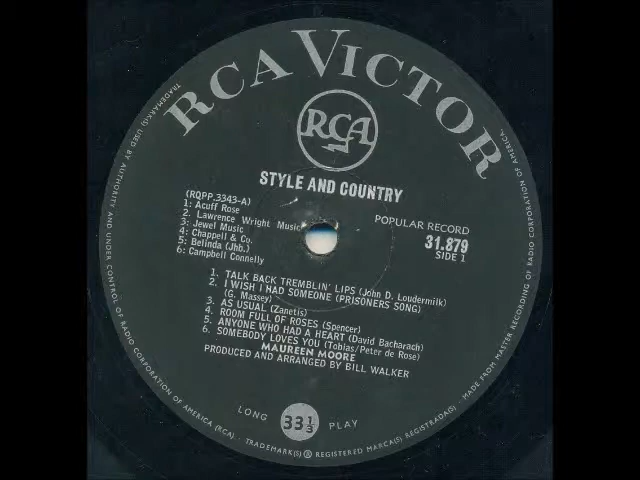 RCA VICTOR
RCA
STYLE AND COUNTRY
(RQPP.3343-A)
1: Acuff Rose
2. Lawrence Wright Music
3: Jewel Music
4: Chappell & Co.
5: Belinda (Jhb.)
6: Campbell Connelly
POPULAR RECORD
31.879
SIDE 1
1. TALK BACK TREMBLIN' LIPS (John D. Loudermilk)
2. I WISH I HAD SOMEONE (PRISONERS SONG)
(G. Massey)
3. AS USUAL (Zanetis)
4. ROOM FULL OF ROSES (Spencer)
5. ANYONE WHO HAD A HEART (David Bacharach)
6. SOMEBODY LOVES YOU (Tobias/Peter de Rose)
MAUREEN MOORE
PRODUCED AND ARRANGED BY BILL WALKER
LONG 33⅓ PLAY
TRADEMARK(S) USED BY AUTHORITY AND UNDER CONTROL OF RADIO CORPORATION OF AMERICA (RCA) • TRADEMARK(S) ® REGISTERED MARCA(S) REGISTRADA(S) • MADE FROM MASTER RECORDING OF RADIO CORPORATION OF AMERICA.